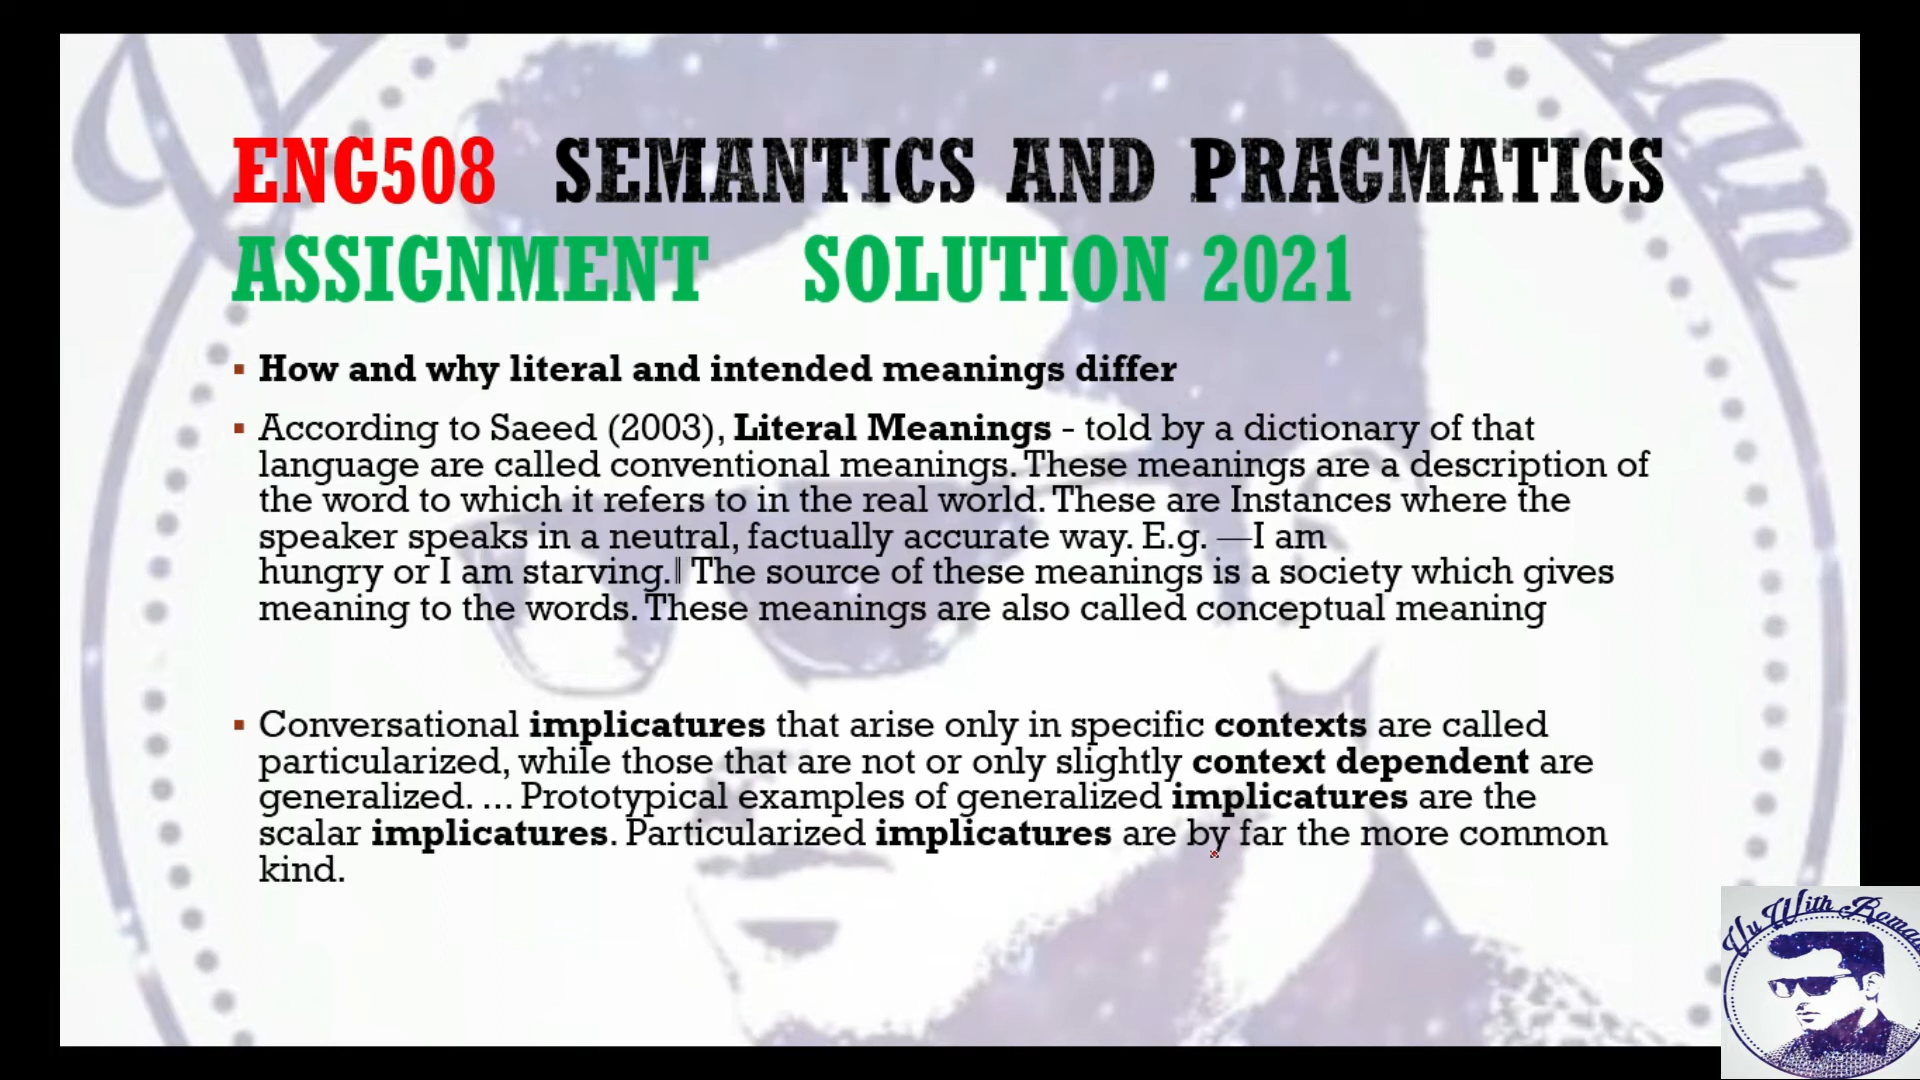 ENG508 SEMANTICS AND PRAGMATICS
ASSIGNMENT SOLUTION 2021
▪ How and why literal and intended meanings differ
▪ According to Saeed (2003), Literal Meanings - told by a dictionary of that
language are called conventional meanings. These meanings are a description of
the word to which it refers to in the real world. These are Instances where the
speaker speaks in a neutral, factually accurate way. E.g. ―I am
hungry or I am starving.‖ The source of these meanings is a society which gives
meaning to the words. These meanings are also called conceptual meaning
▪ Conversational implicatures that arise only in specific contexts are called
particularized, while those that are not or only slightly context dependent are
generalized. ... Prototypical examples of generalized implicatures are the
scalar implicatures. Particularized implicatures are by far the more common
kind.
With